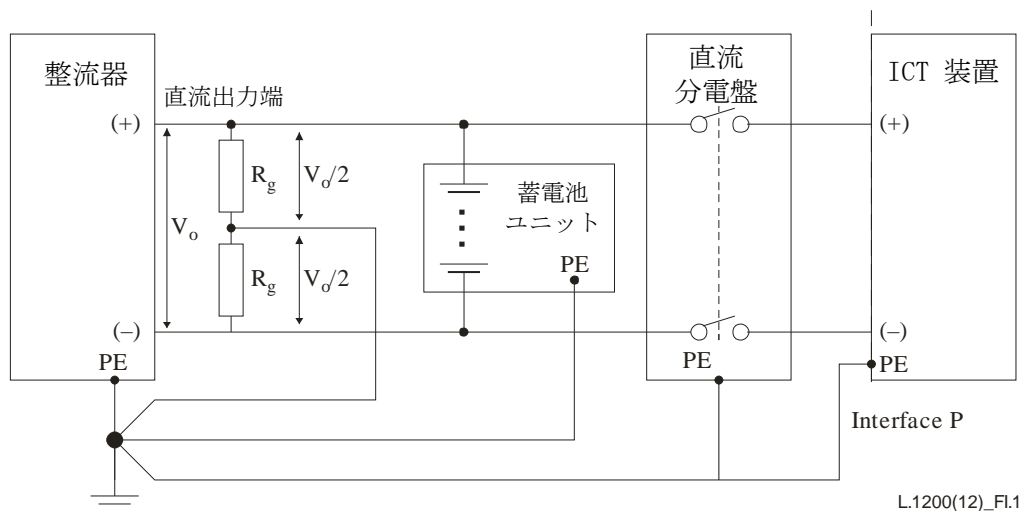 整流器
直流出力端
(+)
Rg
Vo/2
Vo
Rg
Vo/2
(–)
PE
蓄電池
ユニット
PE
直流
分電盤
PE
ICT 装置
(+)
(–)
PE
Interface P
L.1200(12)_FI.1